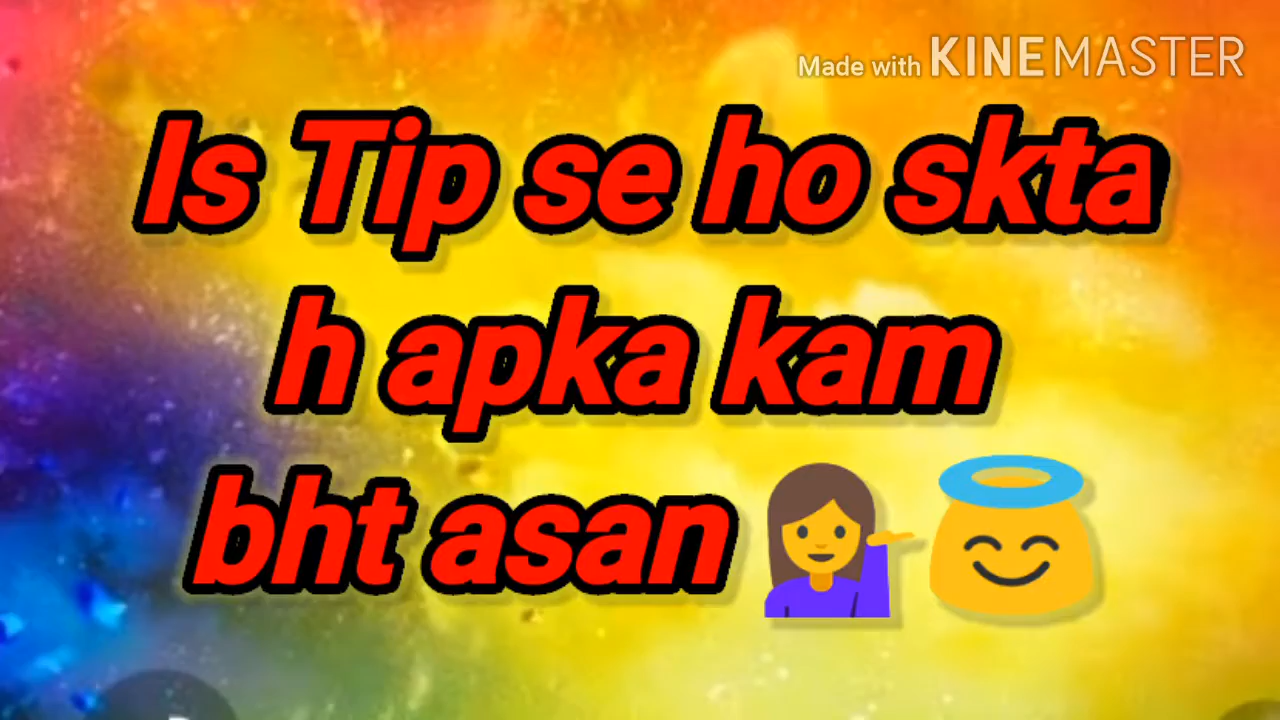 Made with KINEMASTER
Is Tip se ho skta
h apka kam
bht asan 💁😇